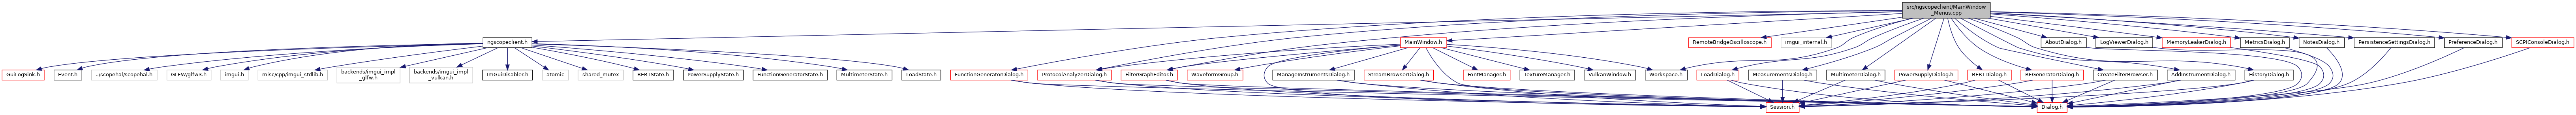 src/ngscopeclient/MainWindow
_Menus.cpp
ngscopeclient.h
MainWindow.h
RemoteBridgeOscilloscope.h
imgui_internal.h
AboutDialog.h
LogViewerDialog.h
MemoryLeakerDialog.h
MetricsDialog.h
NotesDialog.h
PersistenceSettingsDialog.h
PreferenceDialog.h
SCPIConsoleDialog.h
GuiLogSink.h
Event.h
../scopehal/scopehal.h
GLFW/glfw3.h
imgui.h
misc/cpp/imgui_stdlib.h
backends/imgui_impl
_glfw.h
backends/imgui_impl
_vulkan.h
ImGuiDisabler.h
atomic
shared_mutex
BERTState.h
PowerSupplyState.h
FunctionGeneratorState.h
MultimeterState.h
LoadState.h
FunctionGeneratorDialog.h
ProtocolAnalyzerDialog.h
FilterGraphEditor.h
WaveformGroup.h
ManageInstrumentsDialog.h
StreamBrowserDialog.h
FontManager.h
TextureManager.h
VulkanWindow.h
Workspace.h
LoadDialog.h
MeasurementsDialog.h
MultimeterDialog.h
PowerSupplyDialog.h
BERTDialog.h
RFGeneratorDialog.h
CreateFilterBrowser.h
AddInstrumentDialog.h
HistoryDialog.h
Session.h
Dialog.h